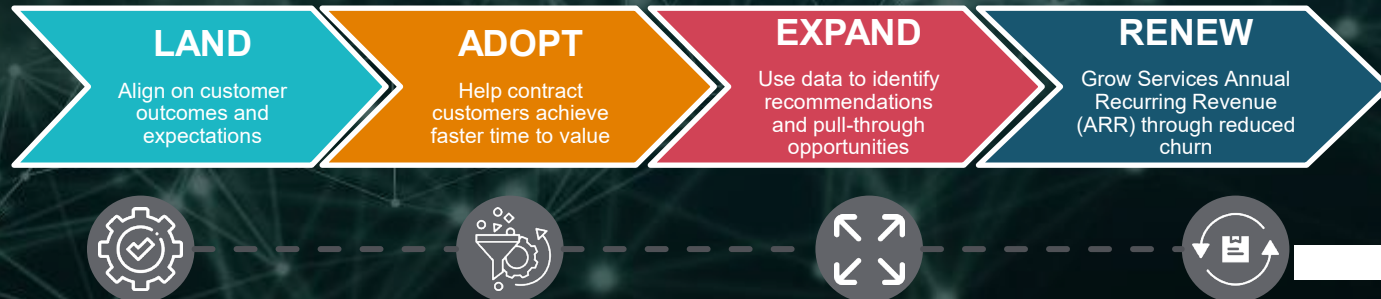 LAND
Align on customer
outcomes and
expectations
ADOPT
Help contract
customers achieve
faster time to value
EXPAND
Use data to identify
recommendations
and pull-through
opportunities
RENEW
Grow Services Annual
Recurring Revenue
(ARR) through reduced
churn